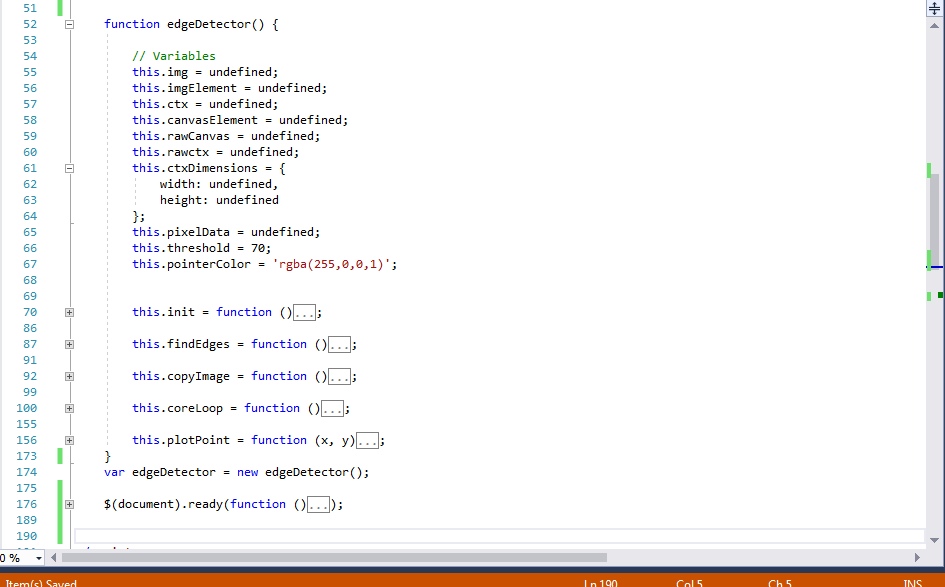 51
52 function edgeDetector() {
53
54 // Variables
55 this.img = undefined;
56 this.imgElement = undefined;
57 this.ctx = undefined;
58 this.canvasElement = undefined;
59 this.rawCanvas = undefined;
60 this.rawctx = undefined;
61 this.ctxDimensions = {
62 width: undefined,
63 height: undefined
64 };
65 this.pixelData = undefined;
66 this.threshold = 70;
67 this.pointerColor = 'rgba(255,0,0,1)';
68
69
70 this.init = function ()...;
86
87 this.findEdges = function ()...;
91
92 this.copyImage = function ()...;
99
100 this.coreLoop = function ()...;
155
156 this.plotPoint = function (x, y)...;
173 }
174 var edgeDetector = new edgeDetector();
175
176 $(document).ready(function ()...);
189
190
0 %
Item(s) Saved Ln 190 Col 5 Ch 5 INS